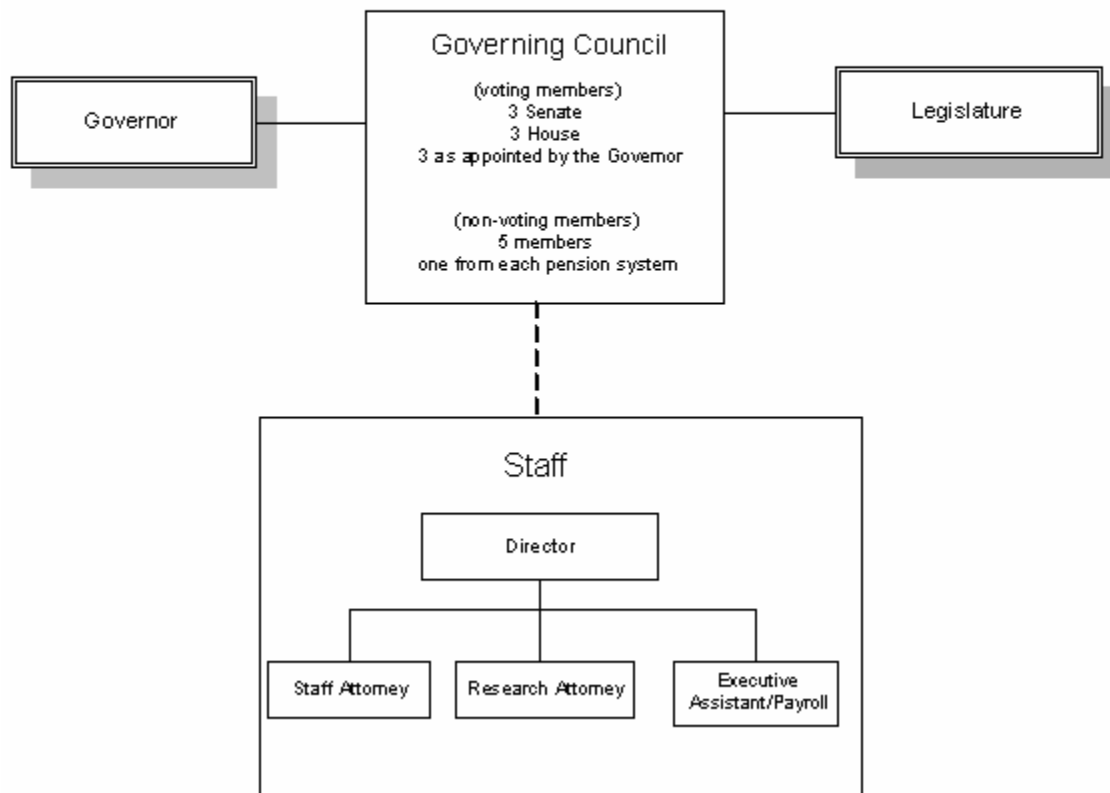 Governing Council
(voting members)
3 Senate
3 House
3 as appointed by the Governor
(non-voting members)
5 members
one from each pension system
Governor
Legislature
Staff
Director
Staff Attorney
Research Attorney
Executive
Assistant/Payroll